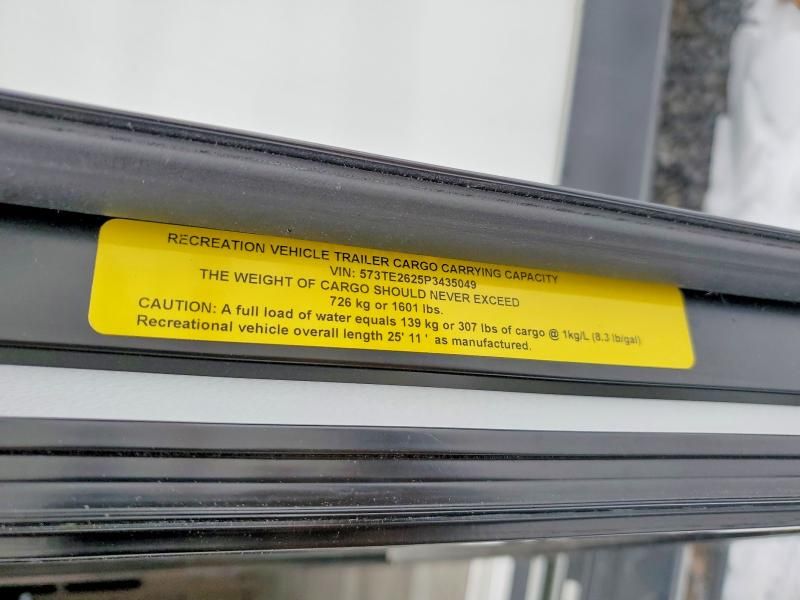 RECREATION VEHICLE TRAILER CARGO CARRYING CAPACITY
VIN: 573TE2625P3435049
THE WEIGHT OF CARGO SHOULD NEVER EXCEED
726 kg or 1601 lbs.
CAUTION: A full load of water equals 139 kg or 307 lbs of cargo @ 1kg/L (8.3 lb/gal)
Recreational vehicle overall length 25' 11 ' as manufactured.